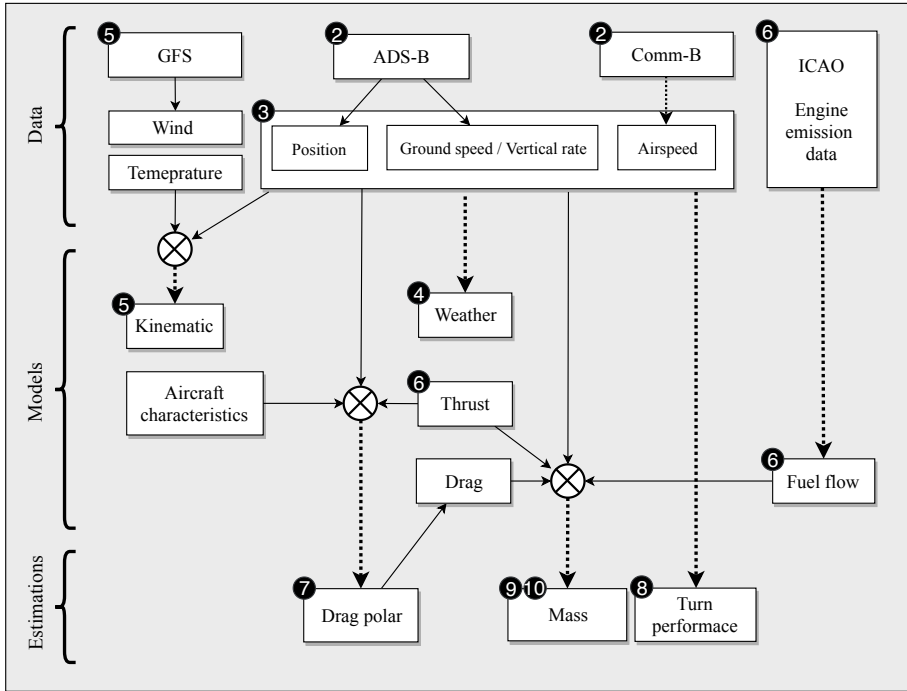 5
GFS
2
ADS-B
2
Comm-B
6
ICAO
Engine
emission
data
Data
Wind
3
Position
Ground speed / Vertical rate
Airspeed
Temeprature
5
Kinematic
4
Weather
Models
Aircraft
characteristics
6
Thrust
Drag
6
Fuel flow
Estimations
7
Drag polar
9 10
Mass
8
Turn
performace